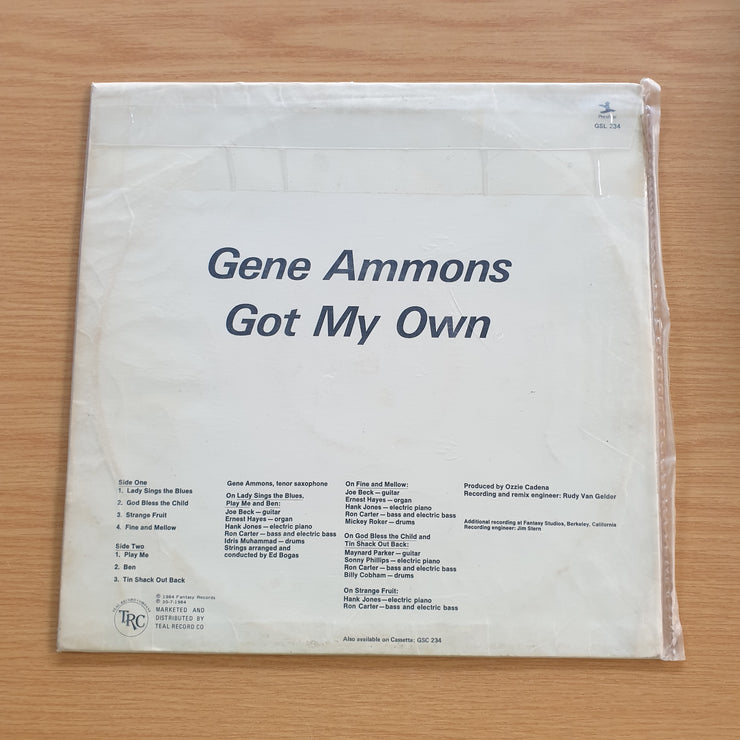 Prestige
GSL 234
Gene Ammons
Got My Own
Side One
1. Lady Sings the Blues
2. God Bless the Child
3. Strange Fruit
4. Fine and Mellow
Side Two
1. Play Me
2. Ben
3. Tin Shack Out Back
Gene Ammons, tenor saxophone
On Lady Sings the Blues,
Play Me and Ben:
Joe Beck—guitar
Ernest Hayes—organ
Hank Jones—electric piano
Ron Carter—bass and electric bass
Idris Muhammad—drums
Strings arranged and
conducted by Ed Bogas
On Fine and Mellow:
Joe Beck—guitar
Ernest Hayes—organ
Hank Jones—electric piano
Ron Carter—bass and electric bass
Mickey Roker—drums
On God Bless the Child and
Tin Shack Out Back:
Maynard Parker—guitar
Sonny Phillips—electric piano
Ron Carter—bass and electric bass
Billy Cobham—drums
On Strange Fruit:
Hank Jones—electric piano
Ron Carter—bass and electric bass
Produced by Ozzie Cadena
Recording and remix engineer: Rudy Van Gelder
Additional recording at Fantasy Studios, Berkeley, California
Recording engineer: Jim Stern
TEAL RECORD COMPANY
TRC
℗ 1984 Fantasy Records
© 30-7-1984
MARKETED AND
DISTRIBUTED BY
TEAL RECORD CO
Also available on Cassette: GSC 234